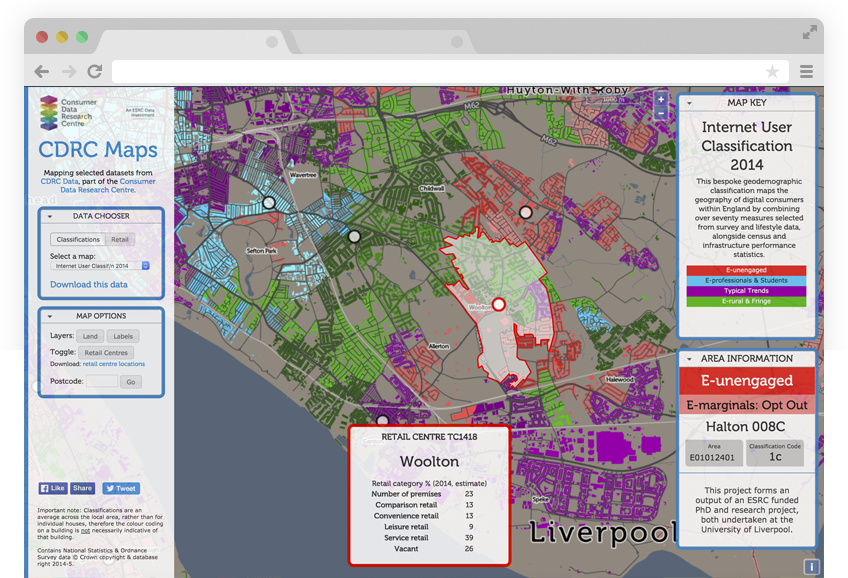 Consumer
Data
Research
Centre
An ESRC Data
Investment
CDRC Maps
Mapping selected datasets from
CDRC Data, part of the Consumer
Data Research Centre.
DATA CHOOSER
Classifications Retail
Select a map:
Internet User Classif/n 2014
Download this data
MAP OPTIONS
Layers: Land Labels
Toggle: Retail Centres
Download: retail centre locations
Postcode: Go
Like Share Tweet
Important note: Classifications are an
average across the local area, rather than for
individual houses, therefore the colour coding
on a building is not necessarily indicative of
that building.
Contains National Statistics & Ordnance
Survey data © Crown copyright & database
right 2014-5.
Huyton-With-Roby
M62
M62
Wavertree
Childwall
Sefton Park
Woolton
Allerton
Halewood
Speke
Liverpool
+
−
RETAIL CENTRE TC1418
Woolton
Retail category % (2014, estimate)
Number of premises 23
Comparison retail 13
Convenience retail 13
Leisure retail 9
Service retail 39
Vacant 26
MAP KEY
Internet User
Classification
2014
This bespoke geodemographic
classification maps the
geography of digital consumers
within England by combining
over seventy measures selected
from survey and lifestyle data,
alongside census and
infrastructure performance
statistics.
E-unengaged
E-professionals & Students
Typical Trends
E-rural & Fringe
AREA INFORMATION
E-unengaged
E-marginals: Opt Out
Halton 008C
Area
E01012401
Classification Code
1c
This project forms an
output of an ESRC funded
PhD and research project,
both undertaken at the
University of Liverpool.
i